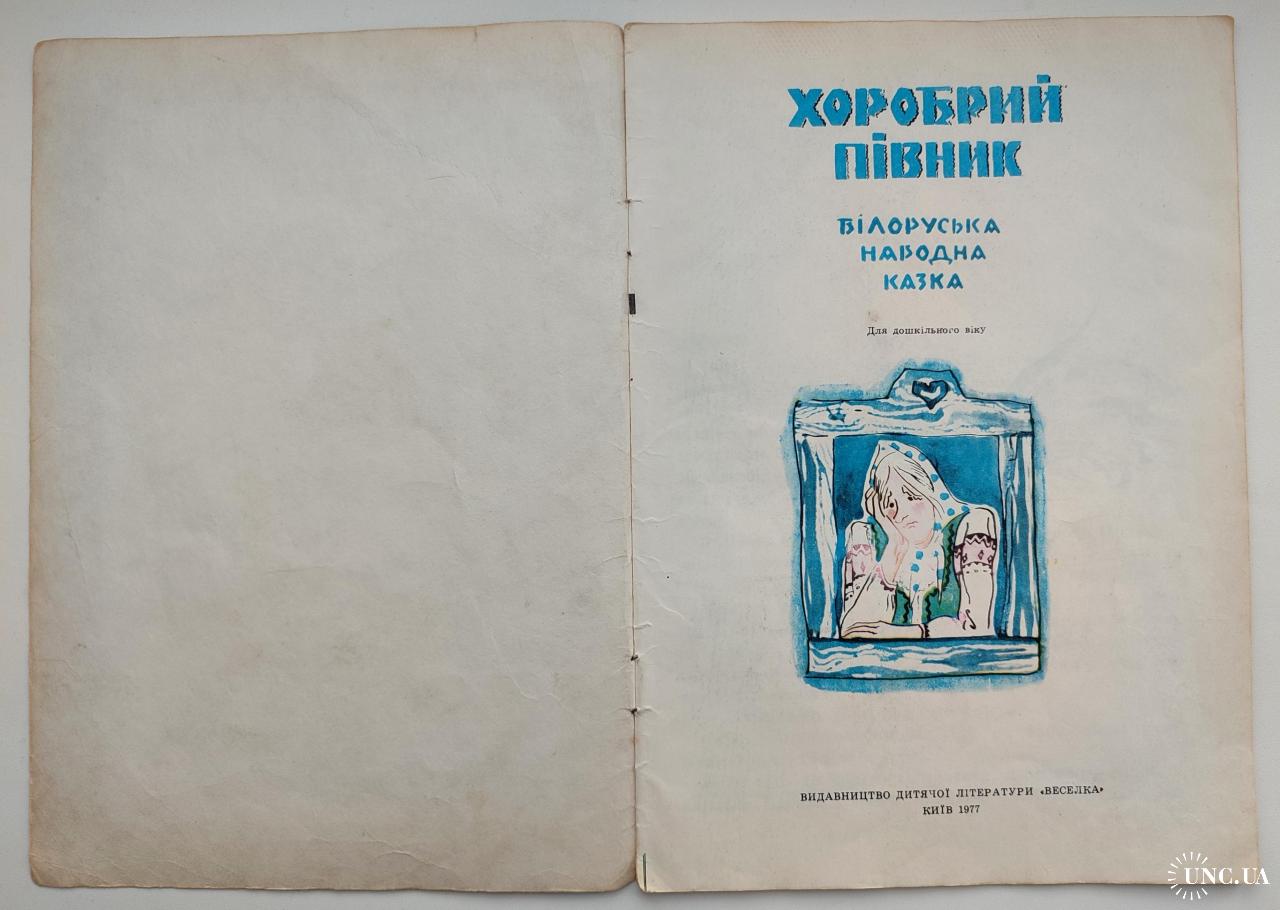 ХОРОБРИЙ
ПІВНИК
БІЛОРУСЬКА
НАРОДНА
КАЗКА
Для дошкільного віку
ВИДАВНИЦТВО ДИТЯЧОЇ ЛІТЕРАТУРИ «ВЕСЕЛКА»
КИЇВ 1977
UNC.UA